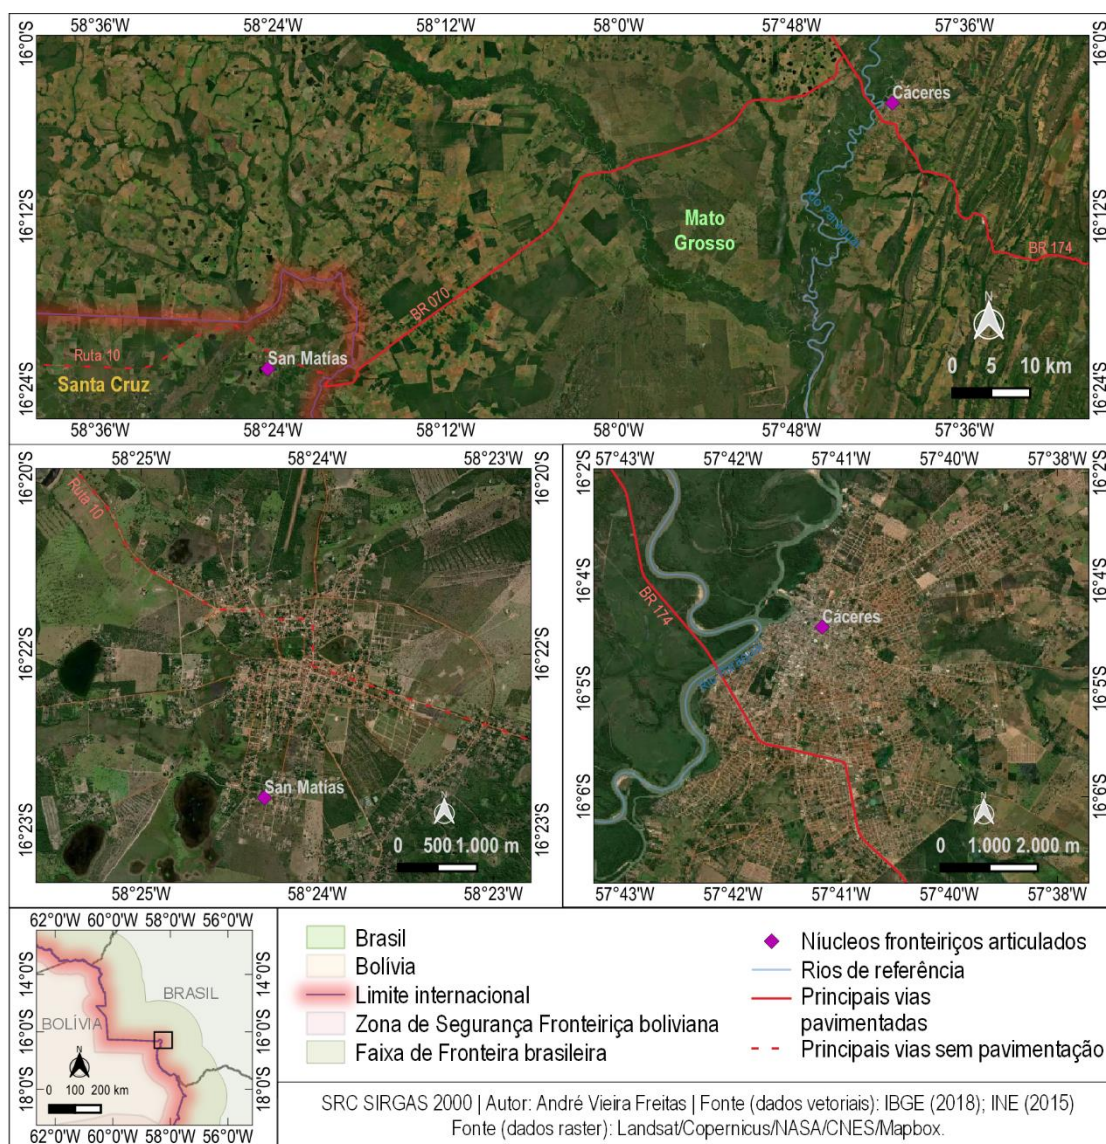 58°36'W 58°24'W 58°12'W 58°0'W 57°48'W 57°36'W
16°0'S 16°0'S
Cáceres
16°12'S 16°12'S
Mato
Grosso
BR 174
BR 070
N
Ruta 10
San Matías
0 5 10 km
Santa Cruz
16°24'S 16°24'S
58°36'W 58°24'W 58°12'W 58°0'W 57°48'W 57°36'W
58°25'W 58°24'W 58°23'W
16°20'S 16°20'S
Ruta 10
16°22'S 16°22'S
San Matías
N
16°23'S 16°23'S
0 500 1.000 m
58°25'W 58°24'W 58°23'W
57°43'W 57°42'W 57°41'W 57°40'W 57°38'W
16°2'S 16°2'S
16°4'S 16°4'S
BR 174
Cáceres
16°5'S 16°5'S
16°6'S 16°6'S
N
0 1.000 2.000 m
57°43'W 57°42'W 57°41'W 57°40'W 57°38'W
62°0'W 60°0'W 58°0'W 56°0'W
14°0'S 14°0'S
BRASIL
BOLÍVIA
16°0'S 16°0'S
N
0 100 200 km
18°0'S 18°0'S
62°0'W 60°0'W 58°0'W 56°0'W
Brasil
Bolívia
Limite internacional
Zona de Segurança Fronteiriça boliviana
Faixa de Fronteira brasileira
Níucleos fronteiriços articulados
Rios de referência
Principais vias
pavimentadas
Principais vias sem pavimentação
SRC SIRGAS 2000 | Autor: André Vieira Freitas | Fonte (dados vetoriais): IBGE (2018); INE (2015)
Fonte (dados raster): Landsat/Copernicus/NASA/CNES/Mapbox.